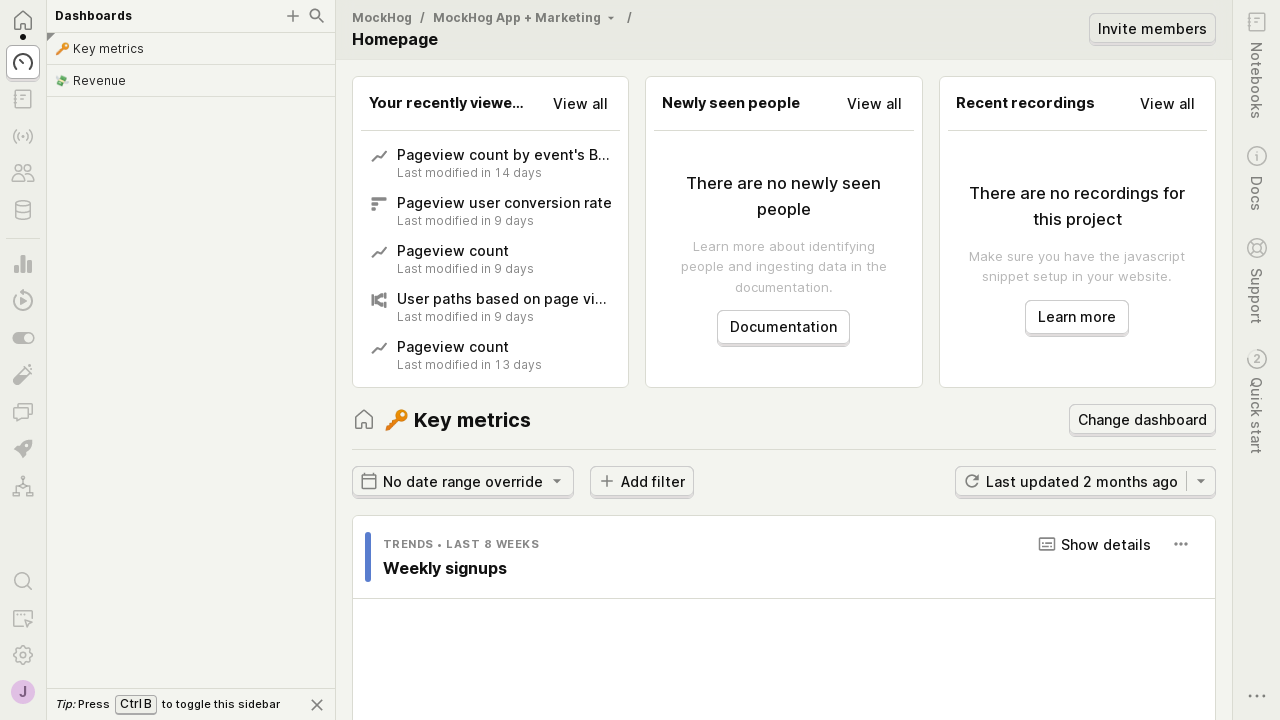 Dashboards
🔑 Key metrics
💸 Revenue
Tip: Press Ctrl B to toggle this sidebar
J
MockHog / MockHog App + Marketing /
Homepage
Invite members
Your recently viewe...
View all
Pageview count by event's B...
Last modified in 14 days
Pageview user conversion rate
Last modified in 9 days
Pageview count
Last modified in 9 days
User paths based on page vi...
Last modified in 9 days
Pageview count
Last modified in 13 days
Newly seen people
View all
There are no newly seen
people
Learn more about identifying
people and ingesting data in the
documentation.
Documentation
Recent recordings
View all
There are no recordings for
this project
Make sure you have the javascript
snippet setup in your website.
Learn more
🔑 Key metrics
Change dashboard
No date range override
Add filter
Last updated 2 months ago
TRENDS • LAST 8 WEEKS
Weekly signups
Show details
Notebooks
Docs
Support
2
Quick start